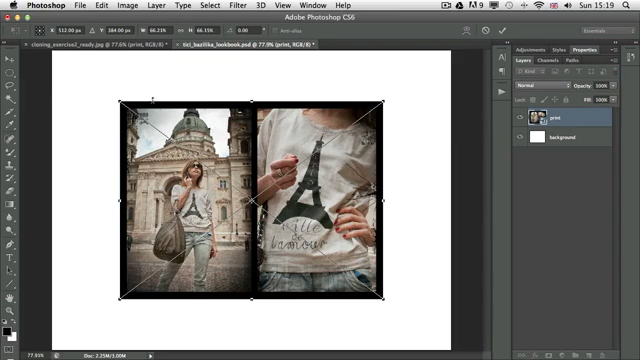 Photoshop File Edit Image Layer Type Select Filter View Window Help
9
Sun 15:19
Adobe Photoshop CS6
X: 512.00 px Y: 384.00 px W: 66.21% H: 66.15% 0.00 Anti-alias
Essentials
cloning_exercise2_ready.jpg @ 77.6% (print, RGB/8) *
tici_bazilika_lookbook.psd @ 77.9% (print, RGB/8) *
Adjustments Styles Properties
Layers Channels Paths
Kind
Normal Opacity: 100%
Lock: Fill: 100%
print
background
Ville
de
l'amour
77.93% Doc: 2.25M/3.00M